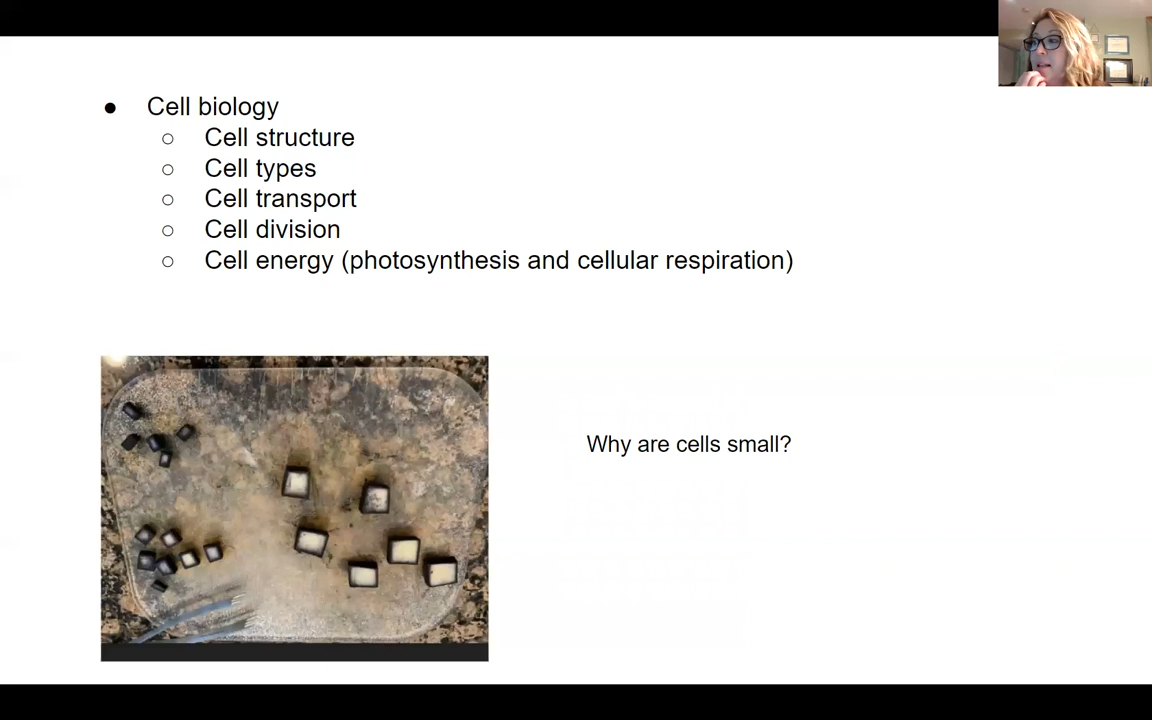 ● Cell biology
○ Cell structure
○ Cell types
○ Cell transport
○ Cell division
○ Cell energy (photosynthesis and cellular respiration)
Why are cells small?